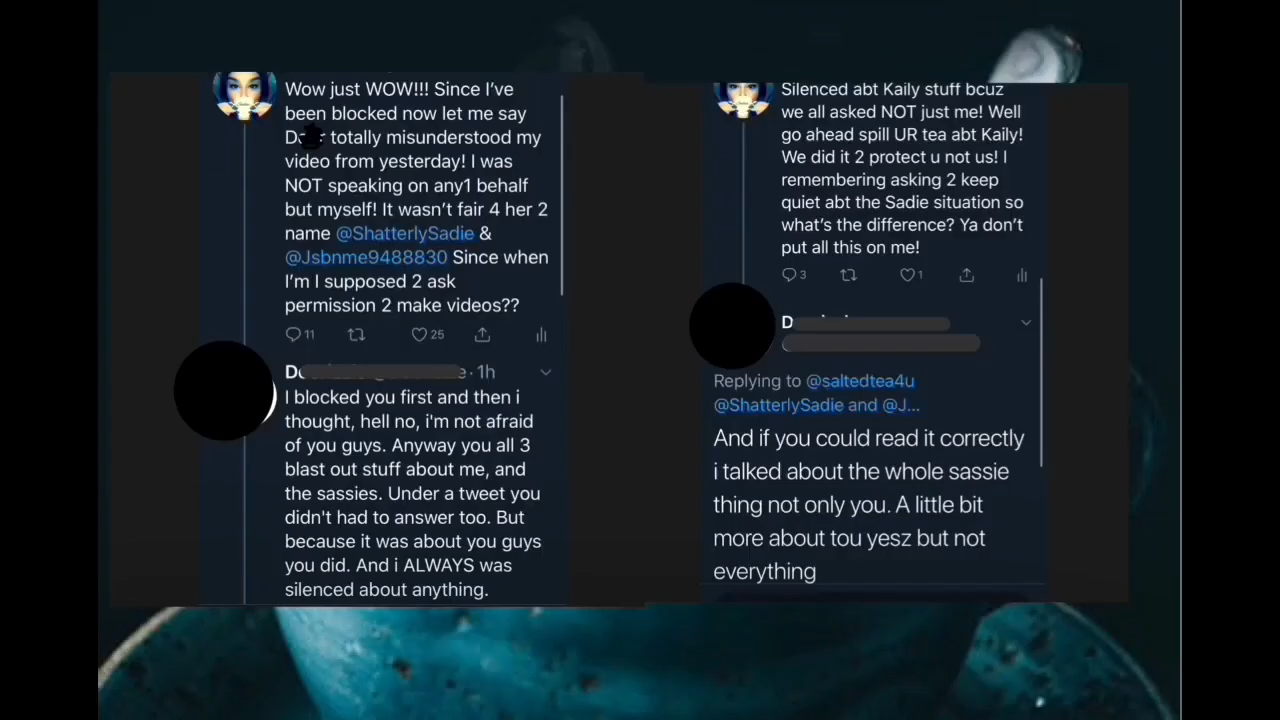 Wow just WOW!!! Since I've
been blocked now let me say
totally misunderstood my
video from yesterday! I was
NOT speaking on any1 behalf
but myself! It wasn't fair 4 her 2
name @ShatterlySadie &
@Jsbnme9488830 Since when
I'm I supposed 2 ask
permission 2 make videos??
11 25
· 1h
I blocked you first and then i
thought, hell no, i'm not afraid
of you guys. Anyway you all 3
blast out stuff about me, and
the sassies. Under a tweet you
didn't had to answer too. But
because it was about you guys
you did. And i ALWAYS was
silenced about anything.
Silenced abt Kaily stuff bcuz
we all asked NOT just me! Well
go ahead spill UR tea abt Kaily!
We did it 2 protect u not us! I
remembering asking 2 keep
quiet abt the Sadie situation so
what's the difference? Ya don't
put all this on me!
3 1
D
Replying to @saltedtea4u
@ShatterlySadie and @J...
And if you could read it correctly
i talked about the whole sassie
thing not only you. A little bit
more about tou yesz but not
everything